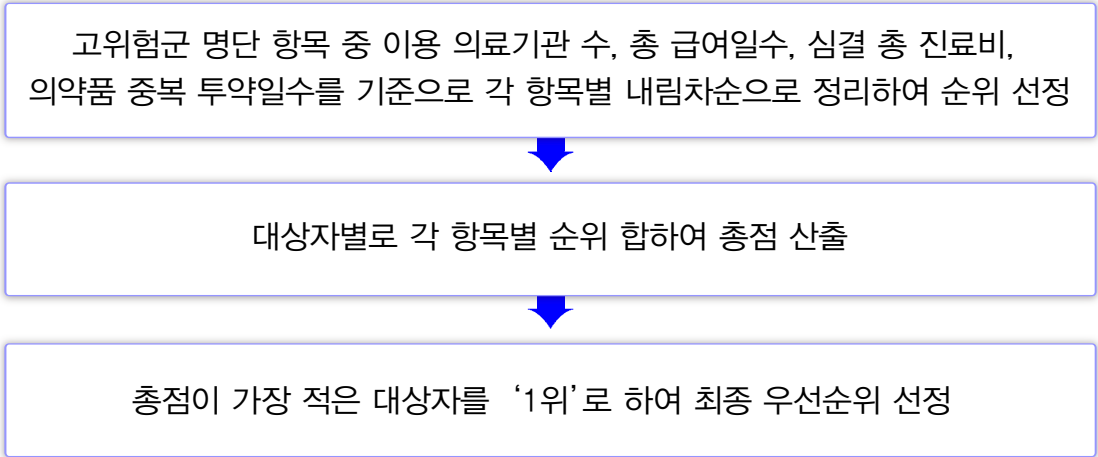 고위험군 명단 항목 중 이용 의료기관 수, 총 급여일수, 심결 총 진료비,
의약품 중복 투약일수를 기준으로 각 항목별 내림차순으로 정리하여 순위 선정
대상자별로 각 항목별 순위 합하여 총점 산출
총점이 가장 적은 대상자를 ‘1위’로 하여 최종 우선순위 선정